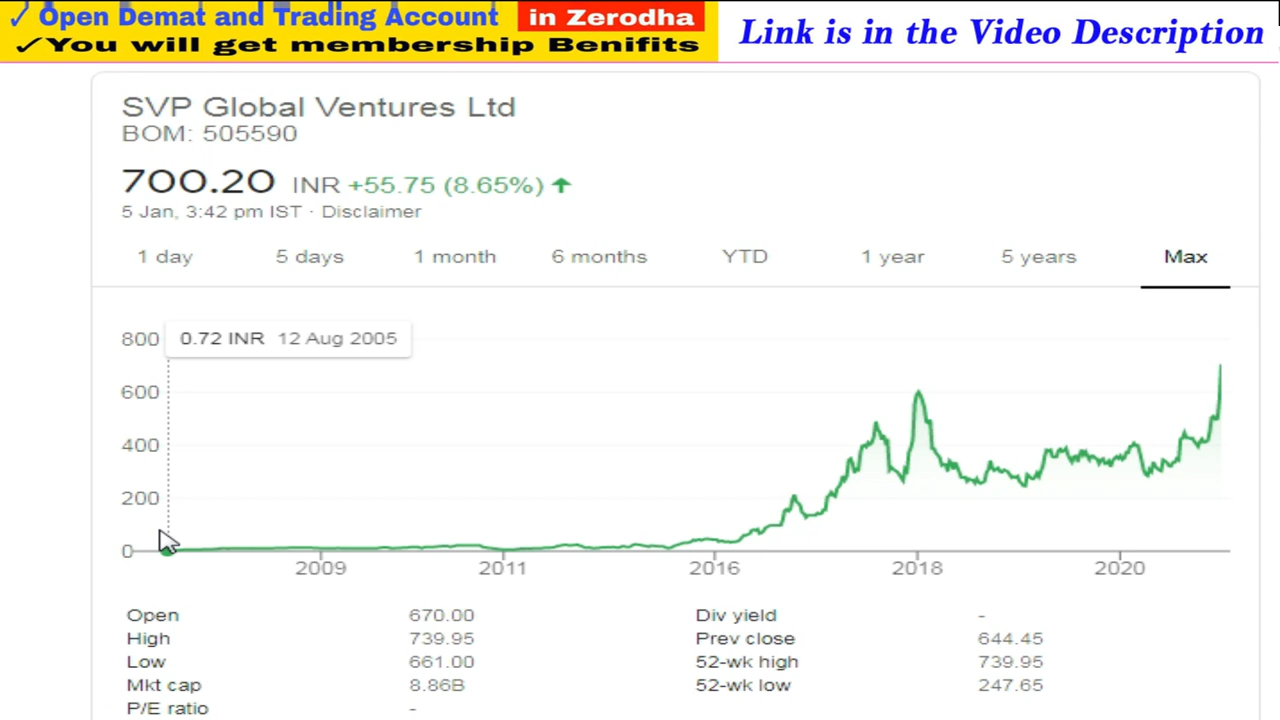 ✓ Open Demat and Trading Account in Zerodha
✓You will get membership Benifits
Link is in the Video Description
SVP Global Ventures Ltd
BOM: 505590
700.20 INR +55.75 (8.65%) ↑
5 Jan, 3:42 pm IST · Disclaimer
1 day 5 days 1 month 6 months YTD 1 year 5 years Max
0.72 INR 12 Aug 2005
800
600
400
200
0
2009 2011 2016 2018 2020
Open 670.00 Div yield -
High 739.95 Prev close 644.45
Low 661.00 52-wk high 739.95
Mkt cap 8.86B 52-wk low 247.65
P/E ratio -